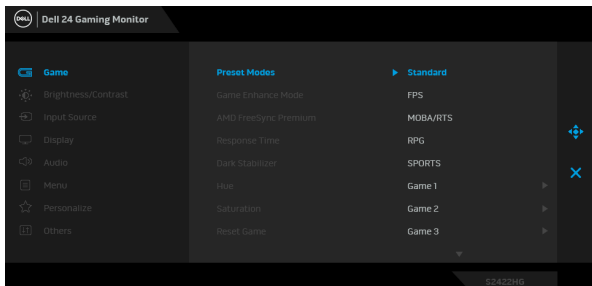 DELL
Dell 24 Gaming Monitor
Game
Preset Modes
Standard
Brightness/Contrast
Game Enhance Mode
FPS
Input Source
AMD FreeSync Premium
MOBA/RTS
Display
Response Time
RPG
Audio
Dark Stabilizer
SPORTS
Menu
Hue
Game 1
Personalize
Saturation
Game 2
Others
Reset Game
Game 3
S2422HG